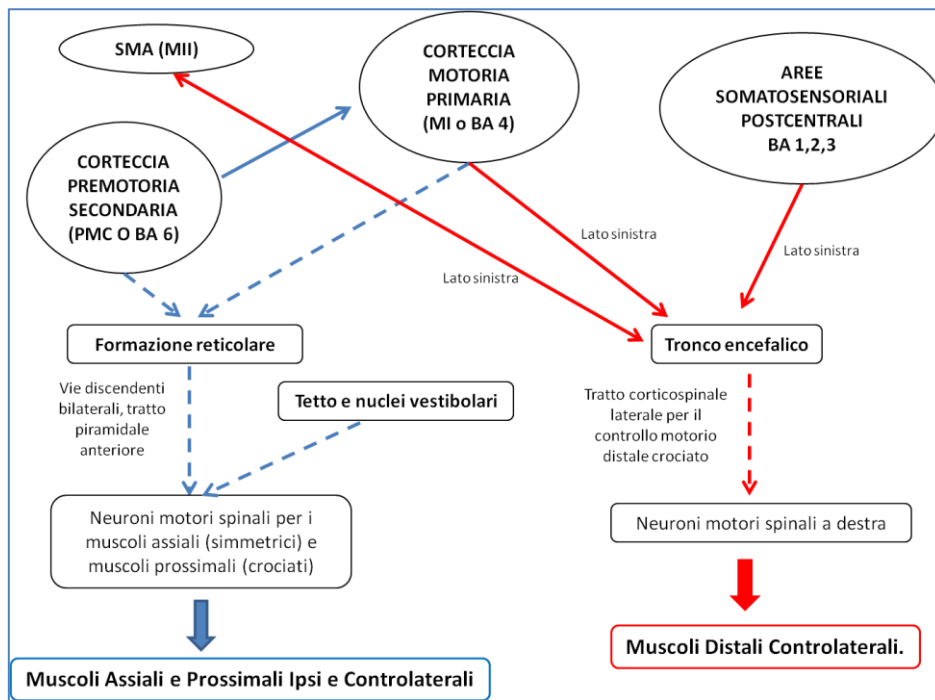 SMA (MII)
CORTECCIA
MOTORIA
PRIMARIA
(MI o BA 4)
AREE
SOMATOSENSORIALI
POSTCENTRALI
BA 1,2,3
CORTECCIA
PREMOTORIA
SECONDARIA
(PMC O BA 6)
Lato sinistra
Lato sinistra
Lato sinistra
Formazione reticolare
Tronco encefalico
Vie discendenti
bilaterali, tratto
piramidale
anteriore
Tetto e nuclei vestibolari
Tratto corticospinale
laterale per il
controllo motorio
distale crociato
Neuroni motori spinali per i
muscoli assiali (simmetrici) e
muscoli prossimali (crociati)
Neuroni motori spinali a destra
Muscoli Distali Controlaterali.
Muscoli Assiali e Prossimali Ipsi e Controlaterali